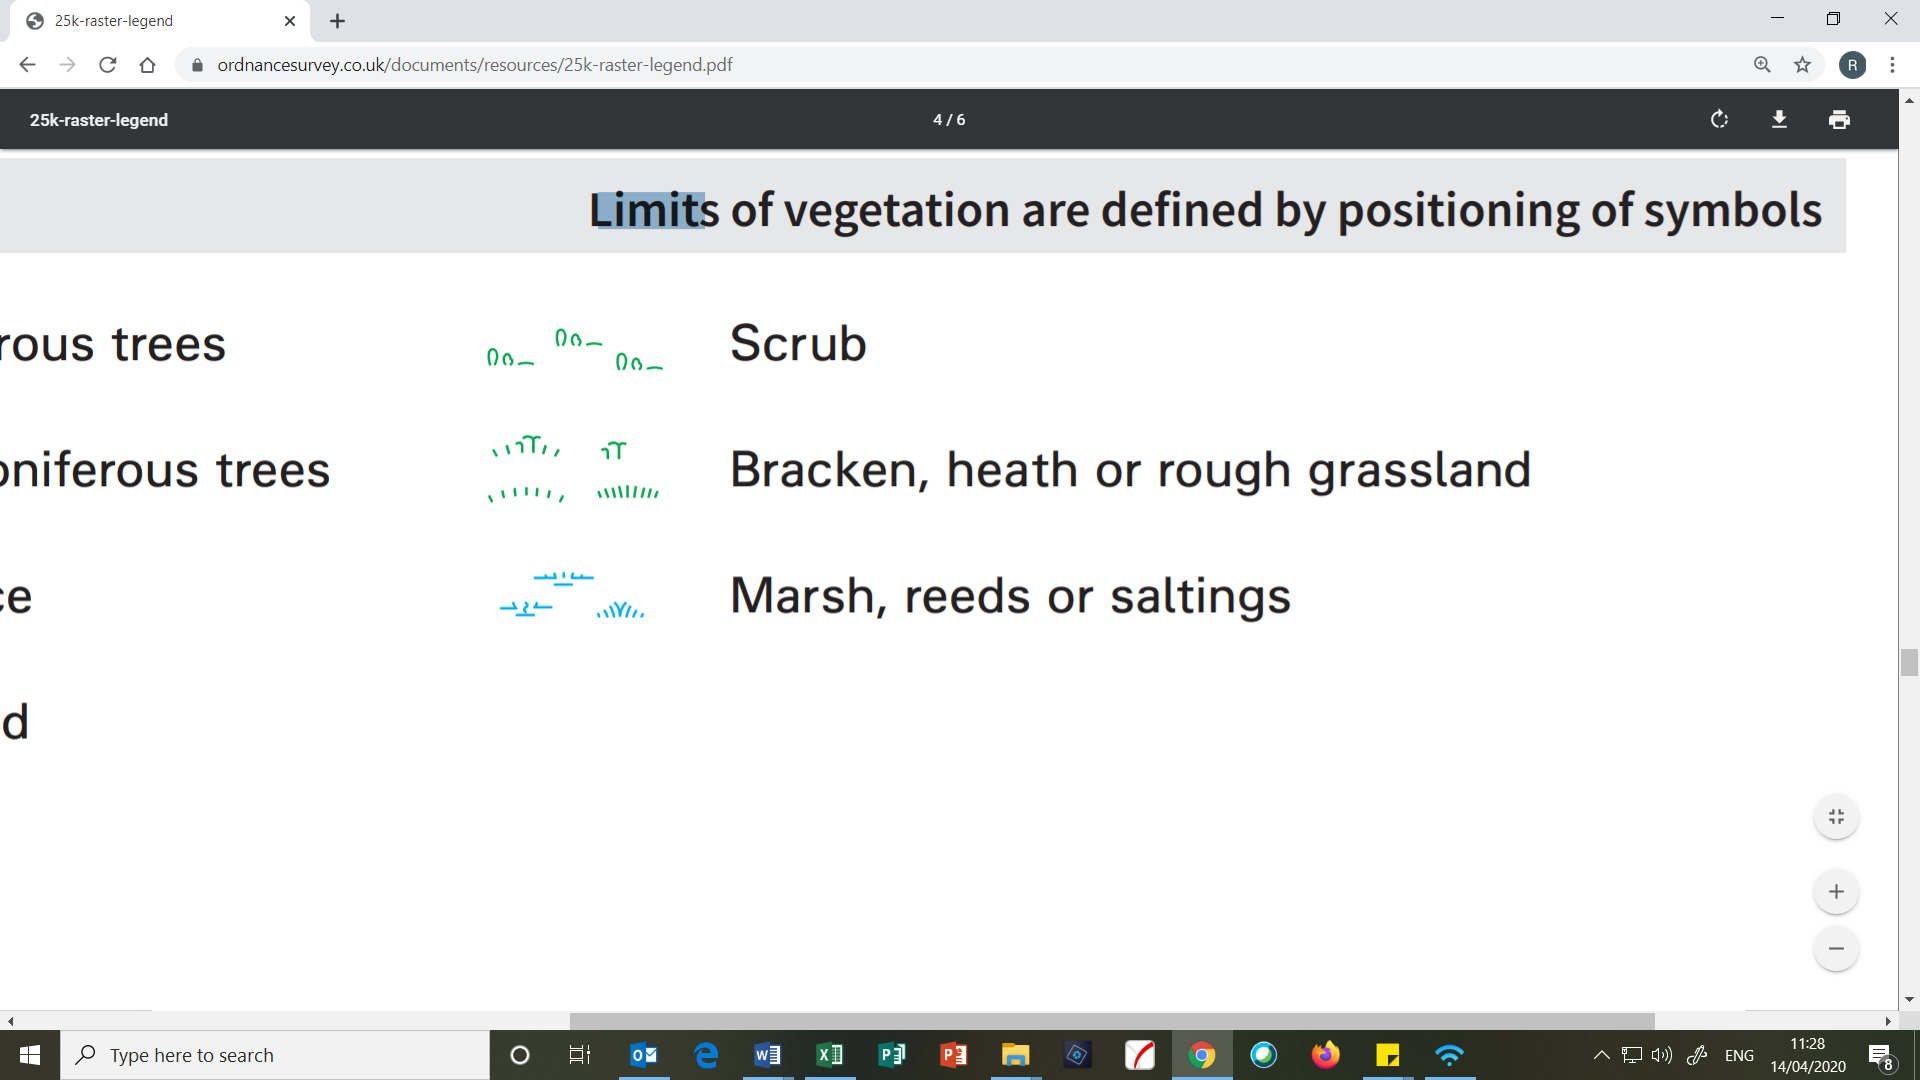 25k-raster-legend
ordnancesurvey.co.uk/documents/resources/25k-raster-legend.pdf
R
25k-raster-legend
4 / 6
Limits of vegetation are defined by positioning of symbols
rous trees
Scrub
oniferous trees
Bracken, heath or rough grassland
ce
Marsh, reeds or saltings
d
Type here to search
ENG
11:28
14/04/2020
8